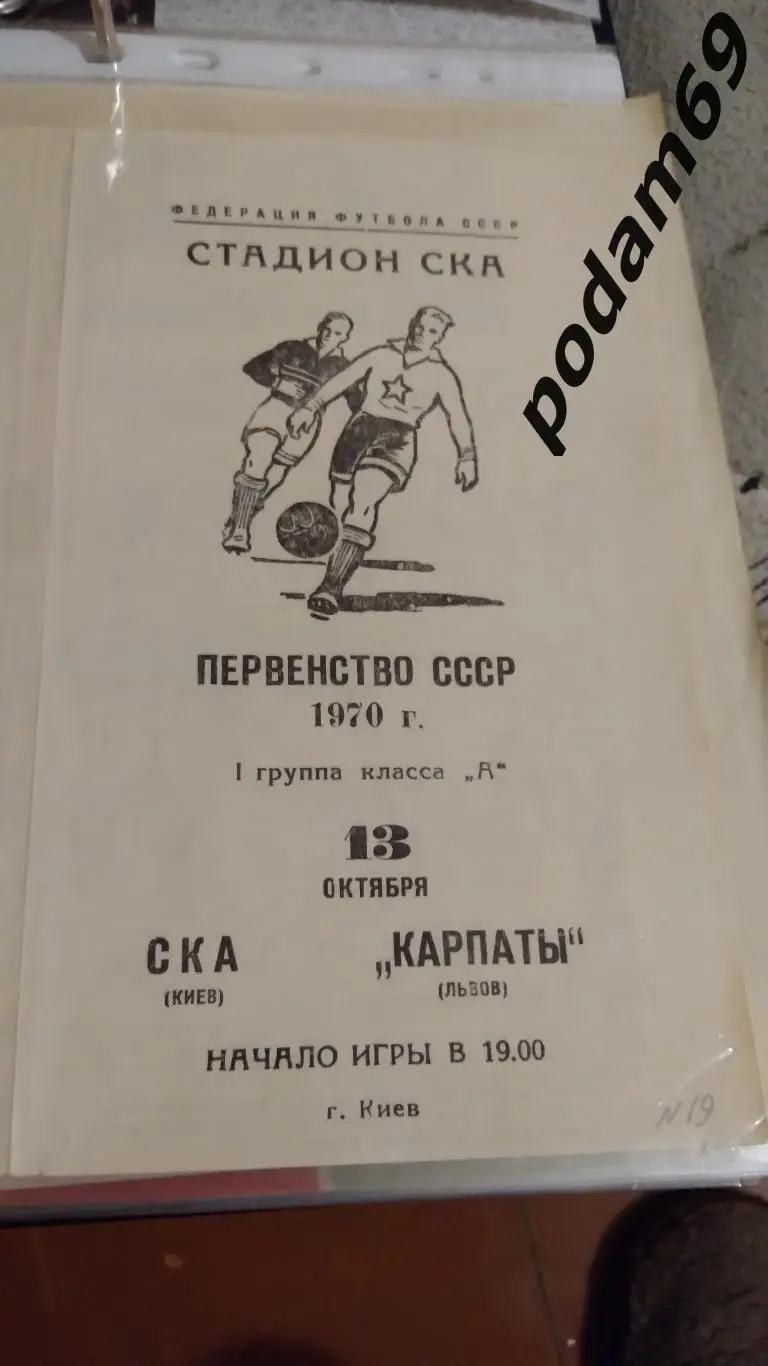 podam69
ФЕДЕРАЦИЯ ФУТБОЛА СССР
СТАДИОН СКА
ПЕРВЕНСТВО СССР
1970 г.
I группа класса „А“
13
ОКТЯБРЯ
СКА „КАРПАТЫ“
(КИЕВ) (ЛЬВОВ)
НАЧАЛО ИГРЫ В 19.00
г. Киев
N19